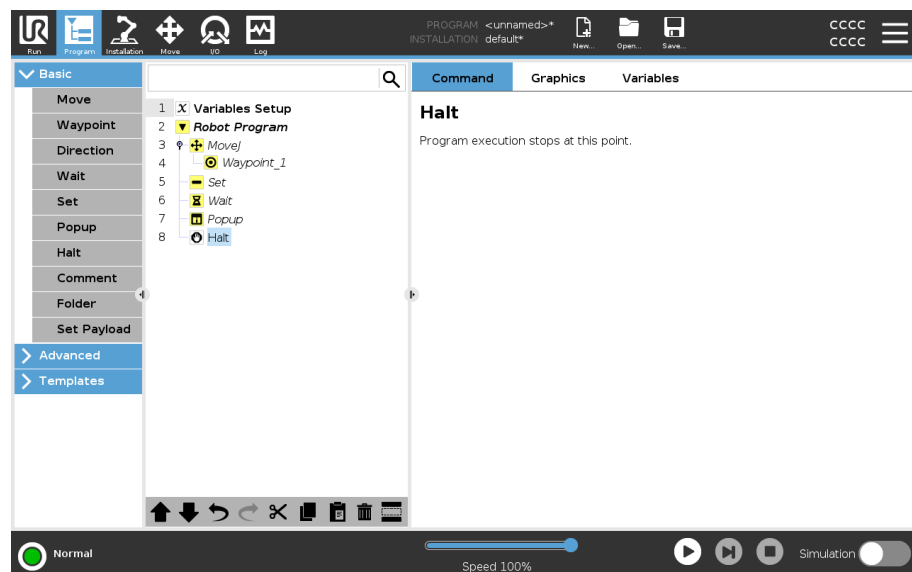 PROGRAM <unnamed>*
INSTALLATION default*
CCCC
CCCC
UR
Run
Program
Installation
Move
I/O
Log
New...
Open...
Save...
Basic
Move
Waypoint
Direction
Wait
Set
Popup
Halt
Comment
Folder
Set Payload
Advanced
Templates
1 X Variables Setup
2 Robot Program
3 MoveJ
4 Waypoint_1
5 Set
6 Wait
7 Popup
8 Halt
Command Graphics Variables
Halt
Program execution stops at this point.
Normal
Speed 100%
Simulation